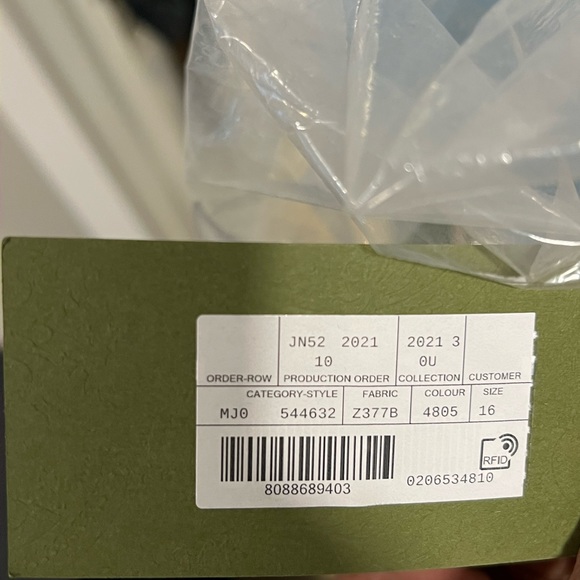 JN52 2021 2021 3
10 0U
ORDER-ROW PRODUCTION ORDER COLLECTION CUSTOMER
CATEGORY-STYLE FABRIC COLOUR SIZE
MJ0 544632 Z377B 4805 16
RFID
0206534810
8088689403